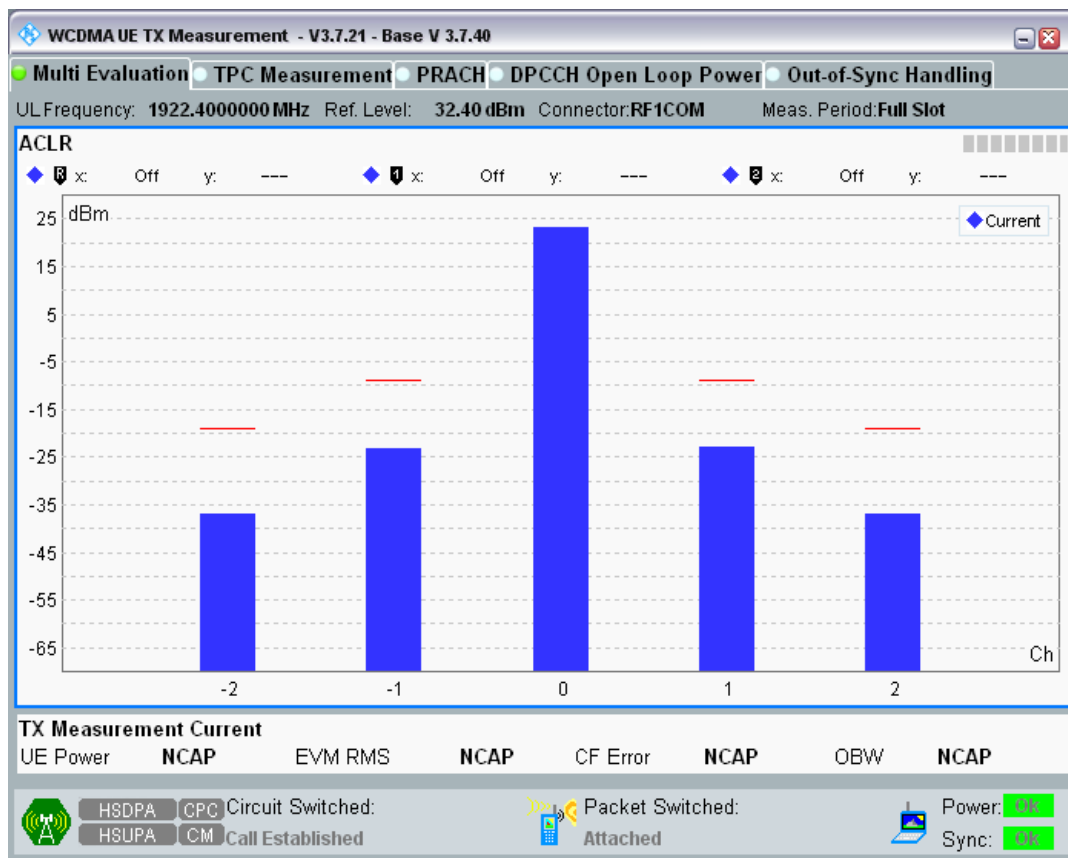 WCDMA UE TX Measurement - V3.7.21 - Base V 3.7.40
Multi Evaluation TPC Measurement PRACH DPCCH Open Loop Power Out-of-Sync Handling
UL Frequency: 1922.4000000 MHz Ref. Level: 32.40 dBm Connector:RF1COM Meas. Period:Full Slot
ACLR
R x: Off y: --- 1 x: Off y: --- 2 x: Off y: ---
dBm
Current
25
15
5
-5
-15
-25
-35
-45
-55
-65
Ch
-2 -1 0 1 2
TX Measurement Current
UE Power NCAP EVM RMS NCAP CF Error NCAP OBW NCAP
HSDPA CPC Circuit Switched: Packet Switched: Power: Ok
HSUPA CM Call Established Attached Sync: Ok